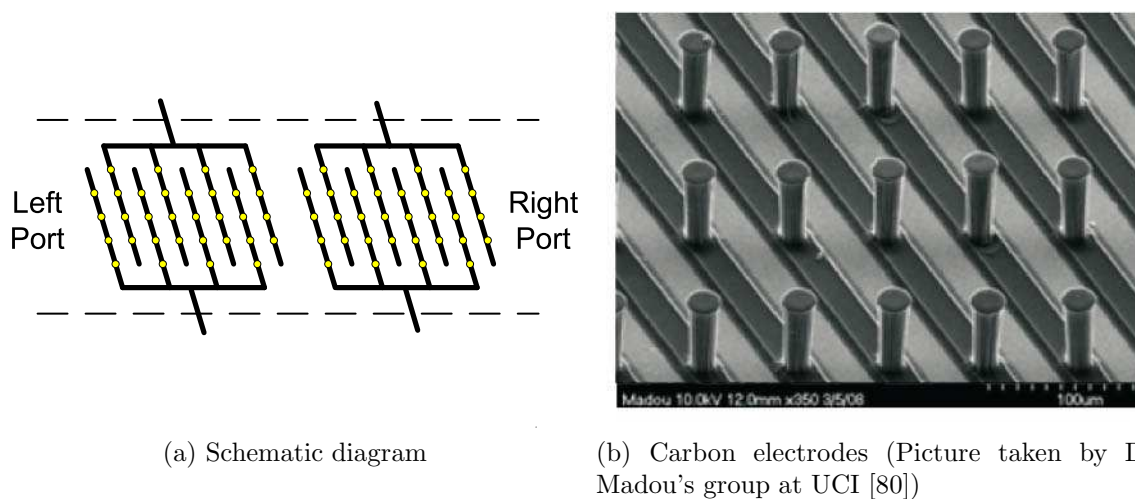 Left
Port
Right
Port
Madou 10.0kV 12.0mm x350 3/5/08
100um
(a) Schematic diagram
(b) Carbon electrodes (Picture taken by
Madou's group at UCI [80])